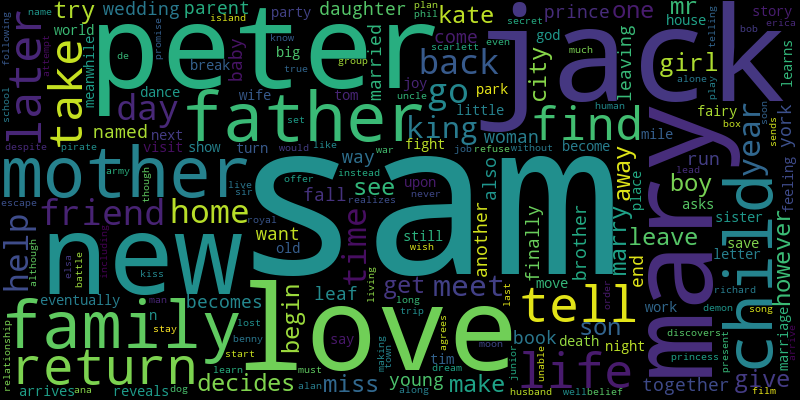 name
island
plan
phil
secret
party
prince
one
mr
house
story
erica
bob
following
later
try
take
world
meanwhile
wedding
parent
daughter
kate
come
god
city
girl
learns
peter
jack
big
break
baby
de
joy
married
back
leaving
even
much
telling
play
alone
scarlett
know
true
group
uncle
tom
wife
dance
day
father
go
park
human
fairy
box
school
attempt
named
next
set
king
little
find
mile
year
york
sends
needs
despite
pirate
visit
show
turn
would
like
war
fight
woman
job
refuse
without
become
run
lead
soon
mother
army
though
live
sir
instead
way
see
upon
also
away
place
boy
mary
child
feeling
asks
sam
friend
home
offer
fall
never
realizes
sister
save
escape
royal
want
old
time
still
wish
another
finally
brother
marry
leave
letter
help
although
new
elsa
battle
including
kiss
get
meet
move
end
richard
demon
song
however
arrive
family
eventually
n
man
becomes
love
begin
leaf
living
long
trip
last
tell
order
work
discovers
princess
marriage
present
return
stay
lost
benny
start
say
making
town
agrees
moon
tim
book
son
death
night
life
together
give
relationship
arrives
ana
reveals
dog
decides
learn
alan
must
miss
dream
young
along
make
junior
unable
husband
well
belief
film